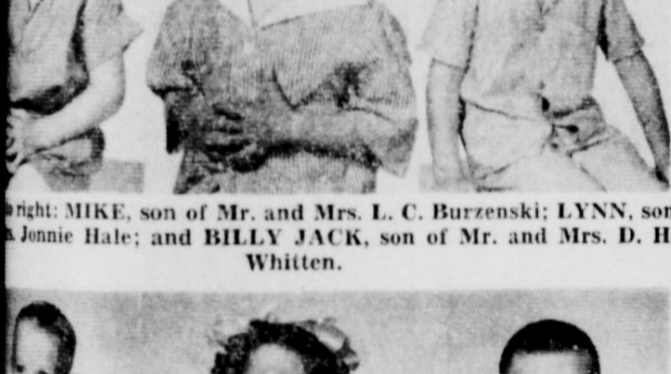 right: MIKE, son of Mr. and Mrs. L. C. Burzenski; LYNN, son
Jonnie Hale; and BILLY JACK, son of Mr. and Mrs. D. H
Whitten.